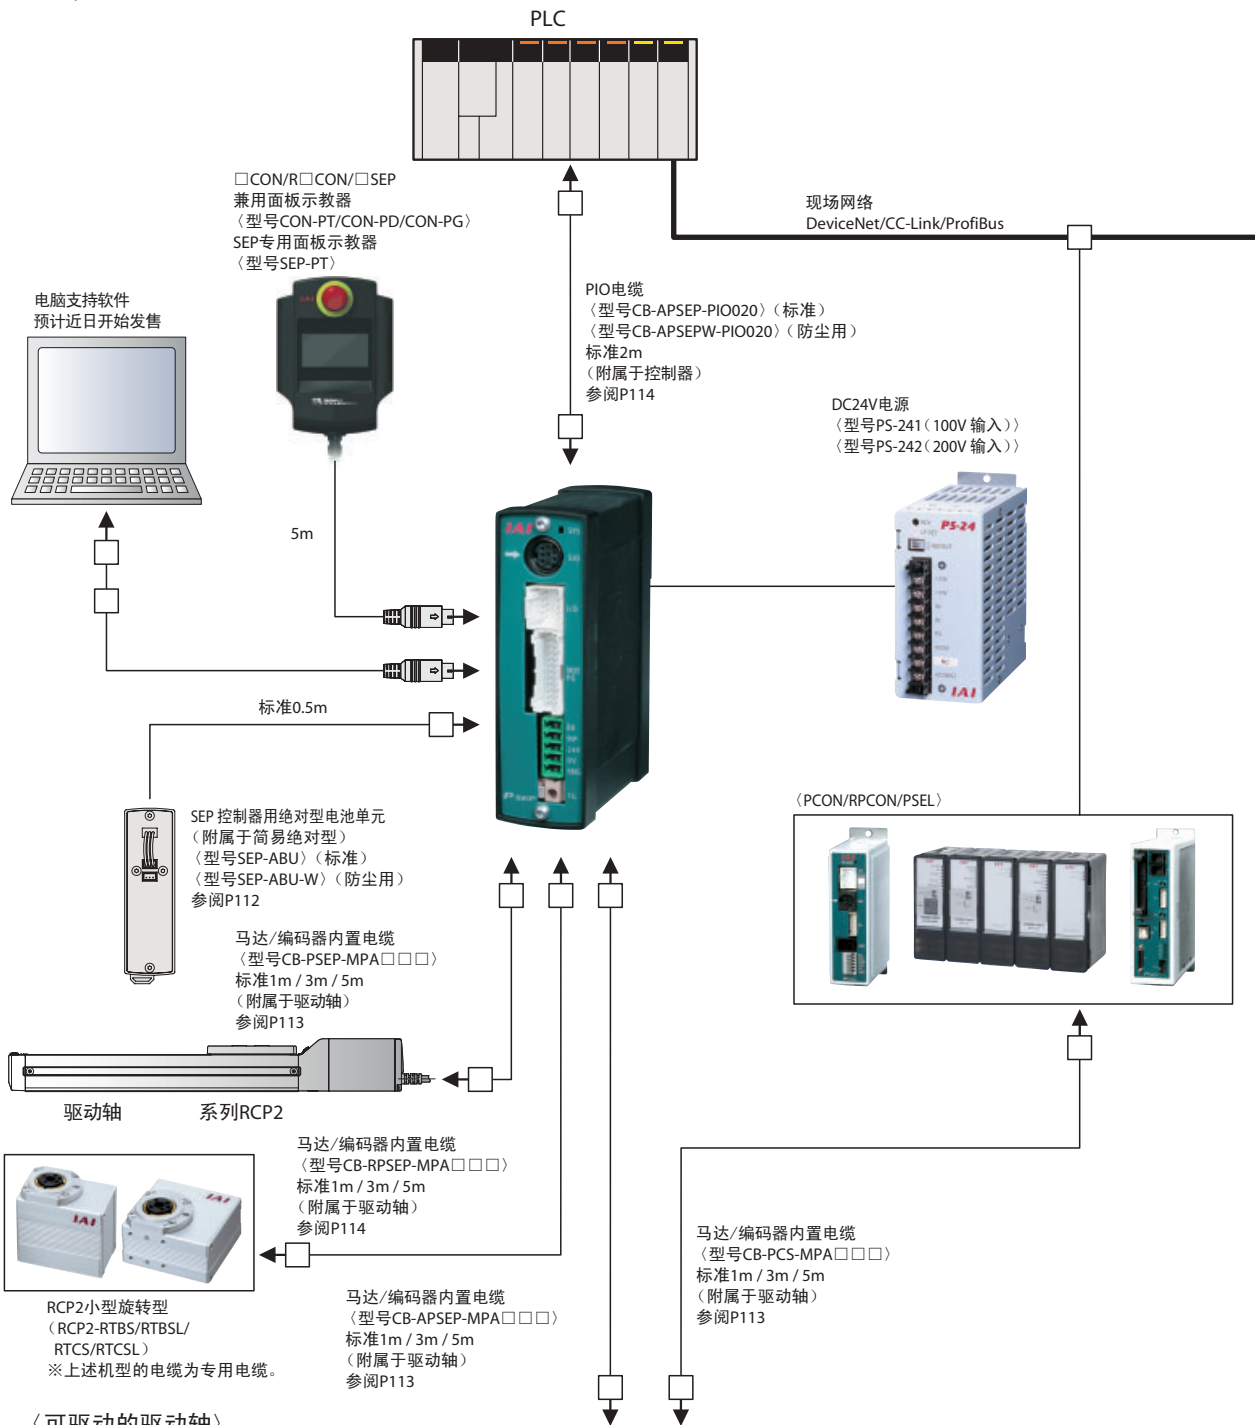 PLC
□CON/R□CON/□SEP
兼用面板示教器
〈型号CON-PT/CON-PD/CON-PG〉
SEP专用面板示教器
〈型号SEP-PT〉
现场网络
DeviceNet/CC-Link/ProfiBus
电脑支持软件
预计近日开始发售
PIO电缆
〈型号CB-APSEP-PIO020〉（标准）
〈型号CB-APSEPW-PIO020〉（防尘用）
标准2m
（附属于控制器）
参阅P114
DC24V电源
〈型号PS-241（100V 输入）〉
〈型号PS-242（200V 输入）〉
5m
IAI
PS-24
IAI
标准0.5m
SEP 控制器用绝对型电池单元
（附属于简易绝对型）
〈型号SEP-ABU〉（标准）
〈型号SEP-ABU-W〉（防尘用）
参阅P112
〈PCON/RPCON/PSEL〉
马达/编码器内置电缆
〈型号CB-PSEP-MPA□□□〉
标准1m / 3m / 5m
（附属于驱动轴）
参阅P113
驱动轴
系列RCP2
马达/编码器内置电缆
〈型号CB-RPSEP-MPA□□□〉
标准1m / 3m / 5m
（附属于驱动轴）
参阅P114
IAI
IAI
RCP2小型旋转型
（RCP2-RTBS/RTBSL/
RTCS/RTCSL）
※上述机型的电缆为专用电缆。
马达/编码器内置电缆
〈型号CB-APSEP-MPA□□□〉
标准1m / 3m / 5m
（附属于驱动轴）
参阅P113
马达/编码器内置电缆
〈型号CB-PCS-MPA□□□〉
标准1m / 3m / 5m
（附属于驱动轴）
参阅P113
〈可驱动的驱动轴〉